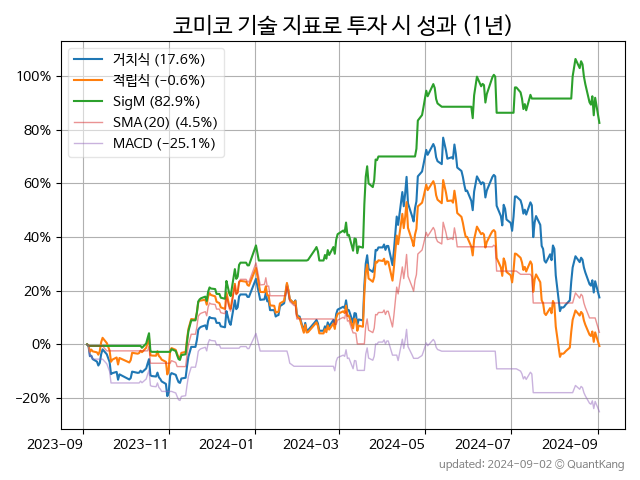 코미코 기술 지표로 투자 시 성과 (1년)
거치식 (17.6%)
적립식 (−0.6%)
SigM (82.9%)
SMA(20) (4.5%)
MACD (−25.1%)
100%
80%
60%
40%
20%
0%
−20%
2023-09 2023-11 2024-01 2024-03 2024-05 2024-07 2024-09
updated: 2024-09-02 © QuantKang